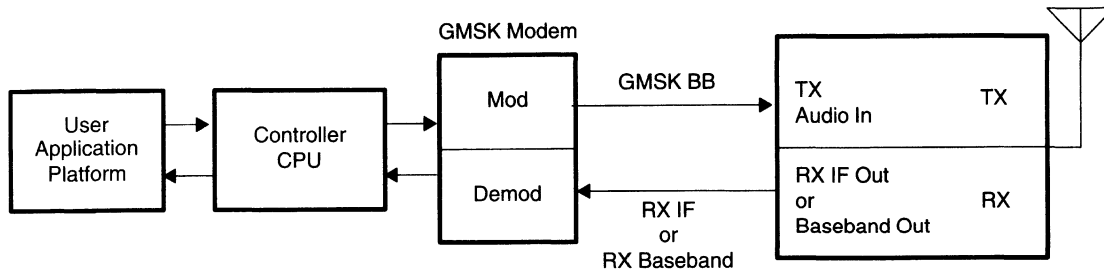 GMSK Modem
User
Application
Platform
Controller
CPU
Mod
Demod
GMSK BB
RX IF
or
RX Baseband
TX
Audio In
TX
RX IF Out
or
Baseband Out
RX